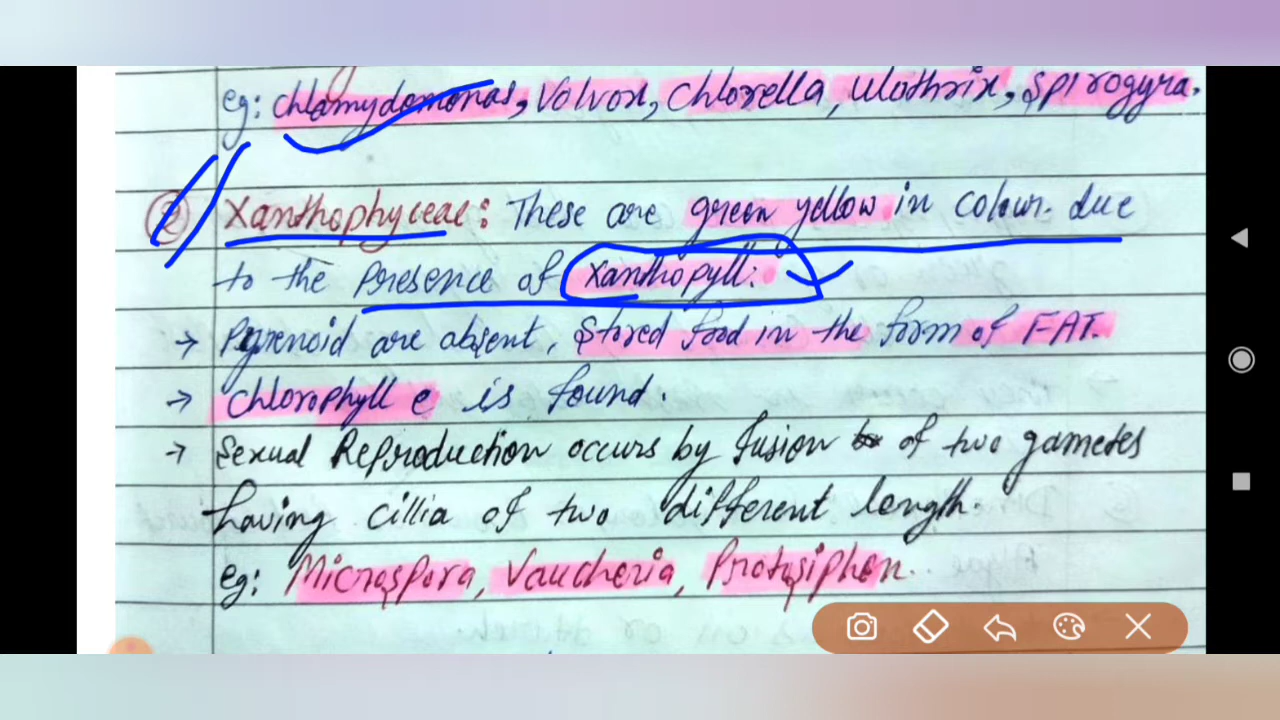 eg: chlamydomonas, Volvox, Chlorella, Ulothrix, Spirogyra.
② Xanthophyceae: These are green yellow in colour. due
to the presence of Xanthopyll:
→ Pyrenoid are absent, Stored food in the form of FAT.
→ Chlorophyll e is found.
→ Sexual Reproduction occurs by fusion of two gametes
having cillia of two different length.
eg: Microspora, Vaucheria, Protosiphon.